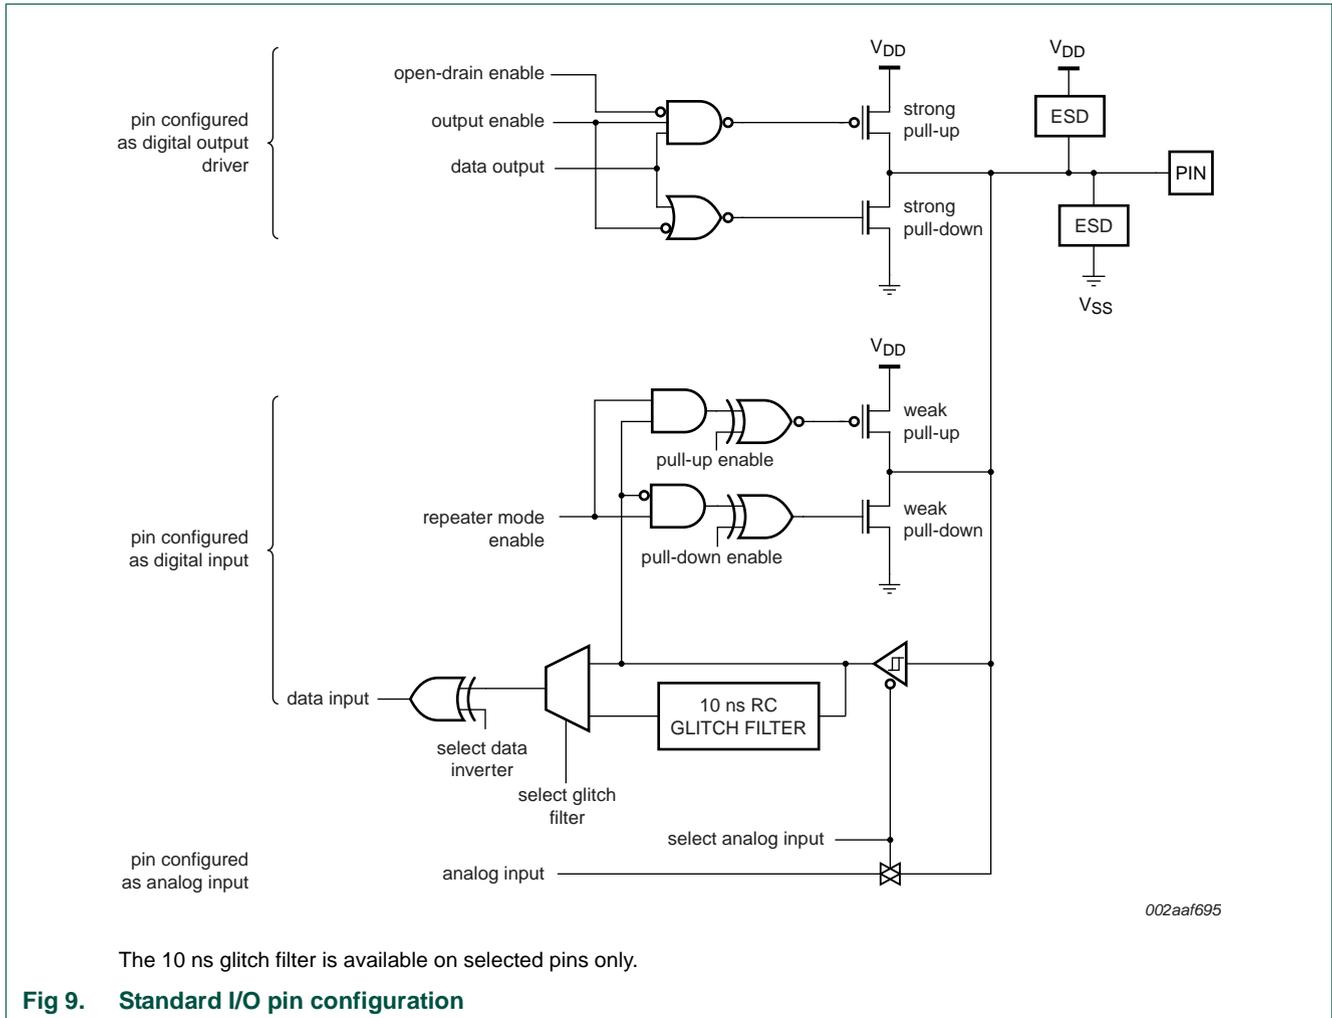 VDD
VDD
open-drain enable
strong
pull-up
ESD
pin configured
as digital output
driver
output enable
data output
PIN
strong
pull-down
ESD
VSS
VDD
weak
pull-up
pull-up enable
repeater mode
enable
weak
pull-down
pin configured
as digital input
pull-down enable
data input
10 ns RC
GLITCH FILTER
select data
inverter
select glitch
filter
select analog input
pin configured
as analog input
analog input
002aaf695
The 10 ns glitch filter is available on selected pins only.
Fig 9. Standard I/O pin configuration